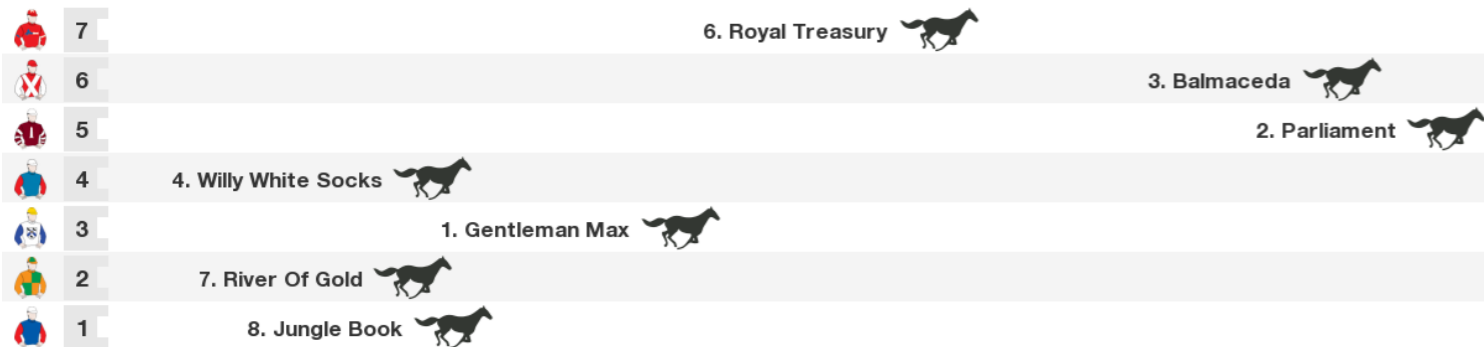 7 6. Royal Treasury
6 3. Balmaceda
5 2. Parliament
4 4. Willy White Socks
3 1. Gentleman Max
2 7. River Of Gold
1 8. Jungle Book